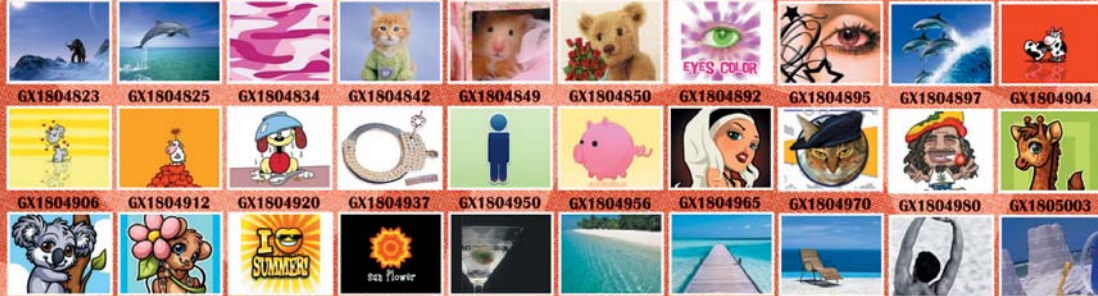 EYES COLOR
GX1804823 GX1804825 GX1804834 GX1804842 GX1804849 GX1804850 GX1804892 GX1804895 GX1804897 GX1804904
GX1804906 GX1804912 GX1804920 GX1804937 GX1804950 GX1804956 GX1804965 GX1804970 GX1804980 GX1805003
I
SUMMER!
sun flower